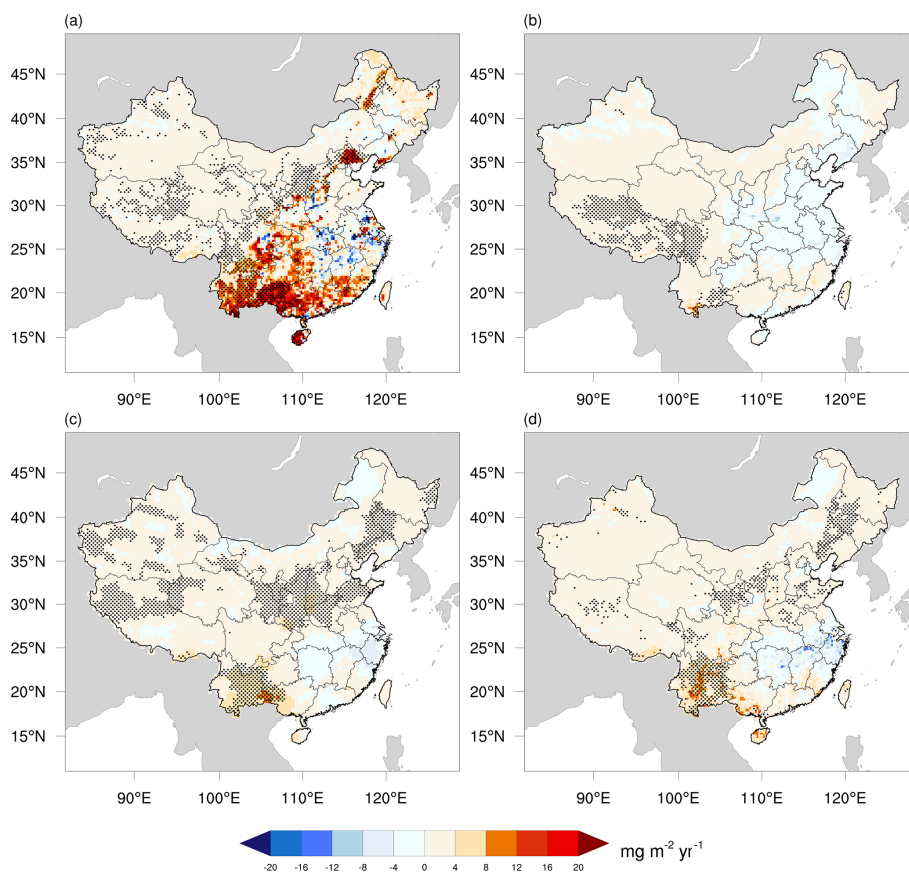 (a) (b)
45°N 45°N
40°N 40°N
35°N 35°N
30°N 30°N
25°N 25°N
20°N 20°N
15°N 15°N
90°E 100°E 110°E 120°E 90°E 100°E 110°E 120°E
(c) (d)
45°N 45°N
40°N 40°N
35°N 35°N
30°N 30°N
25°N 25°N
20°N 20°N
15°N 15°N
90°E 100°E 110°E 120°E 90°E 100°E 110°E 120°E
-20 -16 -12 -8 -4 0 4 8 12 16 20 mg m⁻² yr⁻¹